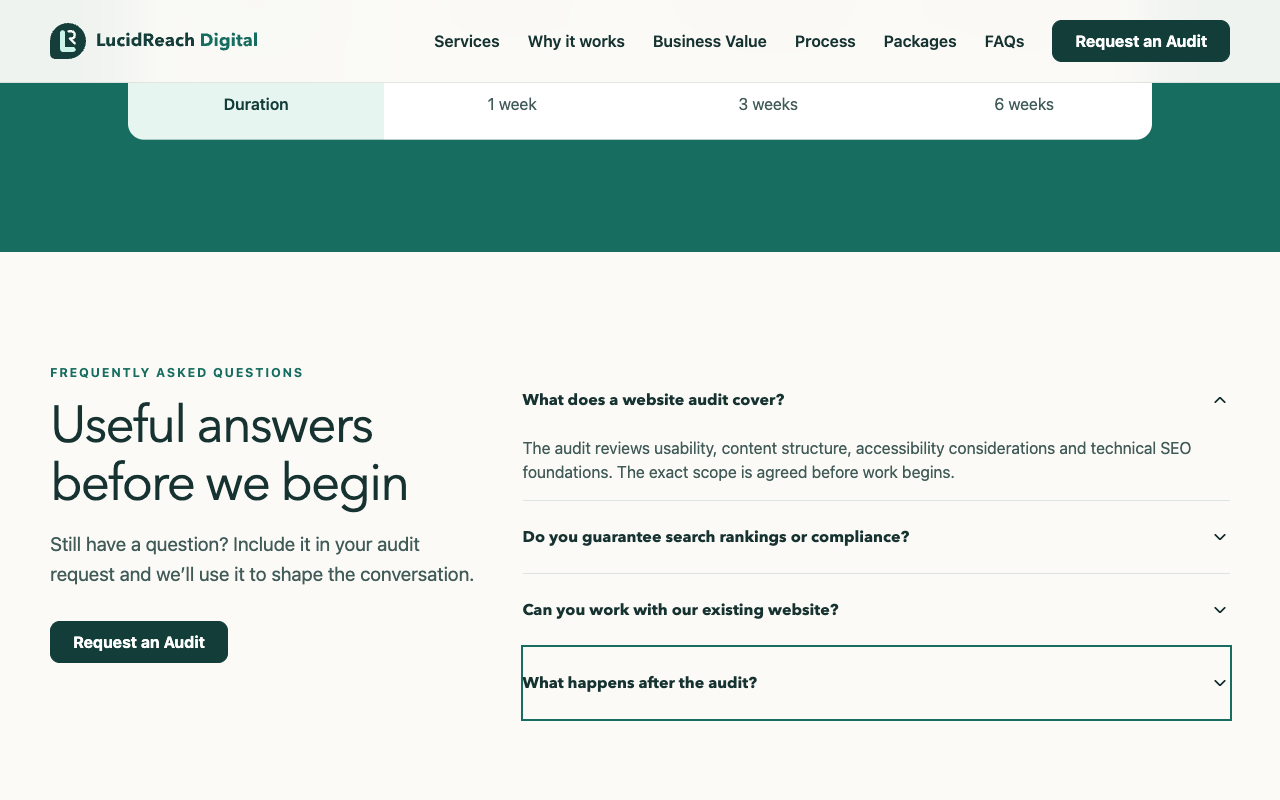 LucidReach Digital
Services
Why it works
Business Value
Process
Packages
FAQs
Request an Audit
Duration
1 week
3 weeks
6 weeks
FREQUENTLY ASKED QUESTIONS
Useful answers
before we begin
Still have a question? Include it in your audit
request and we’ll use it to shape the conversation.
Request an Audit
What does a website audit cover?
The audit reviews usability, content structure, accessibility considerations and technical SEO
foundations. The exact scope is agreed before work begins.
Do you guarantee search rankings or compliance?
Can you work with our existing website?
What happens after the audit?